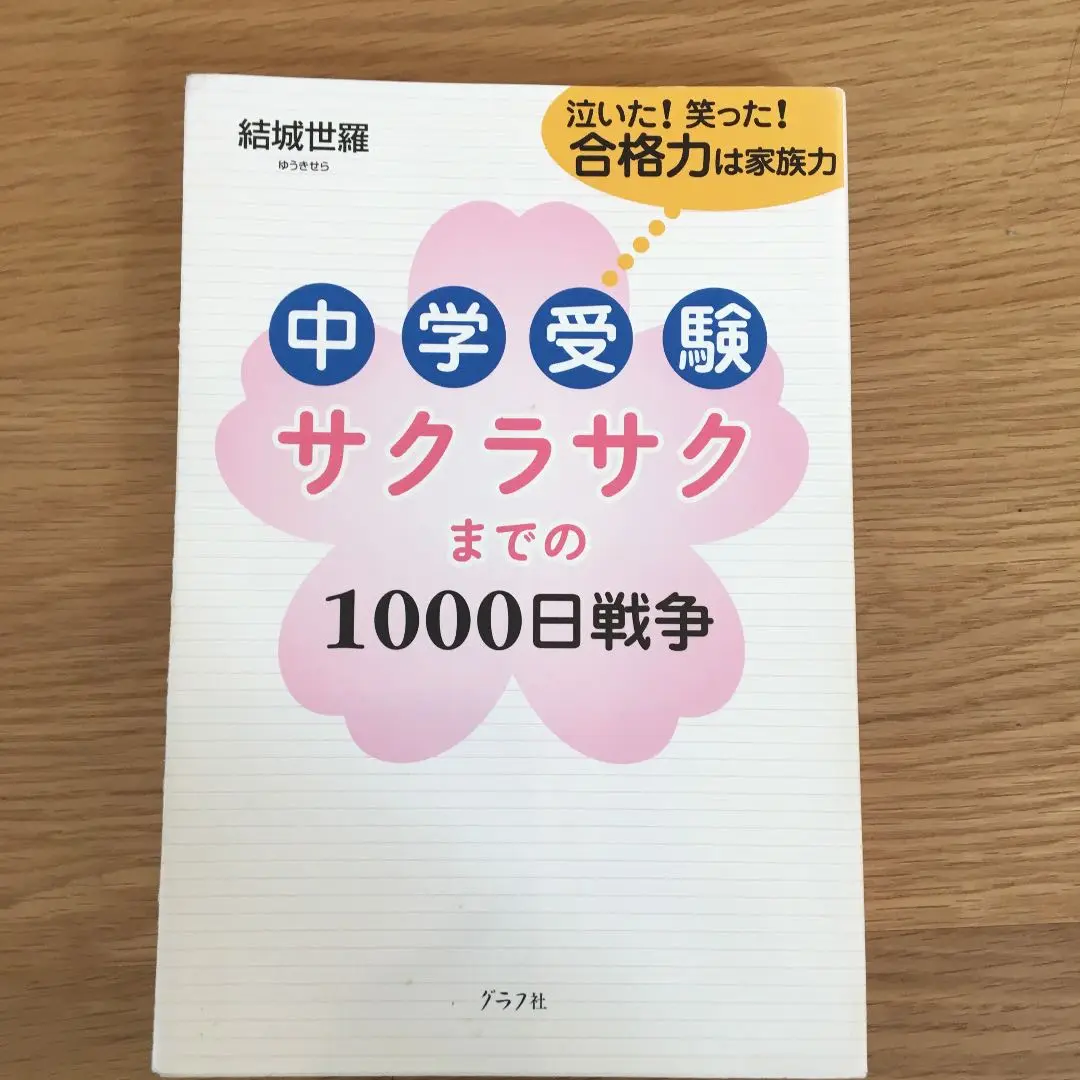 結城世羅
ゆうきせら
泣いた！笑った！
合格力は家族力
中学受験
サクラサク
までの
1000日戦争
グラフ社